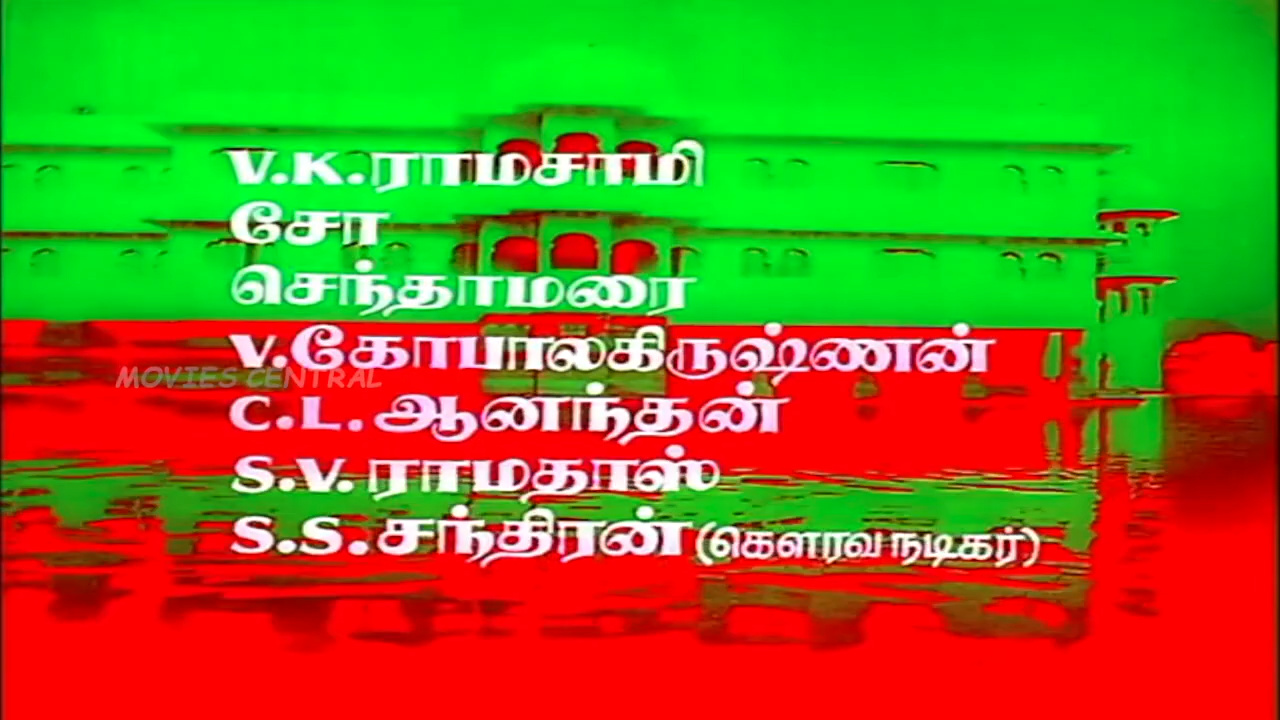 V.K.ராமசாமி
சோ
செந்தாமரை
V.கோபாலகிருஷ்ணன்
MOVIES CENTRAL
C.L.ஆனந்தன்
S.V.ராமதாஸ்
S.S.சந்திரன் (கௌரவ நடிகர்)